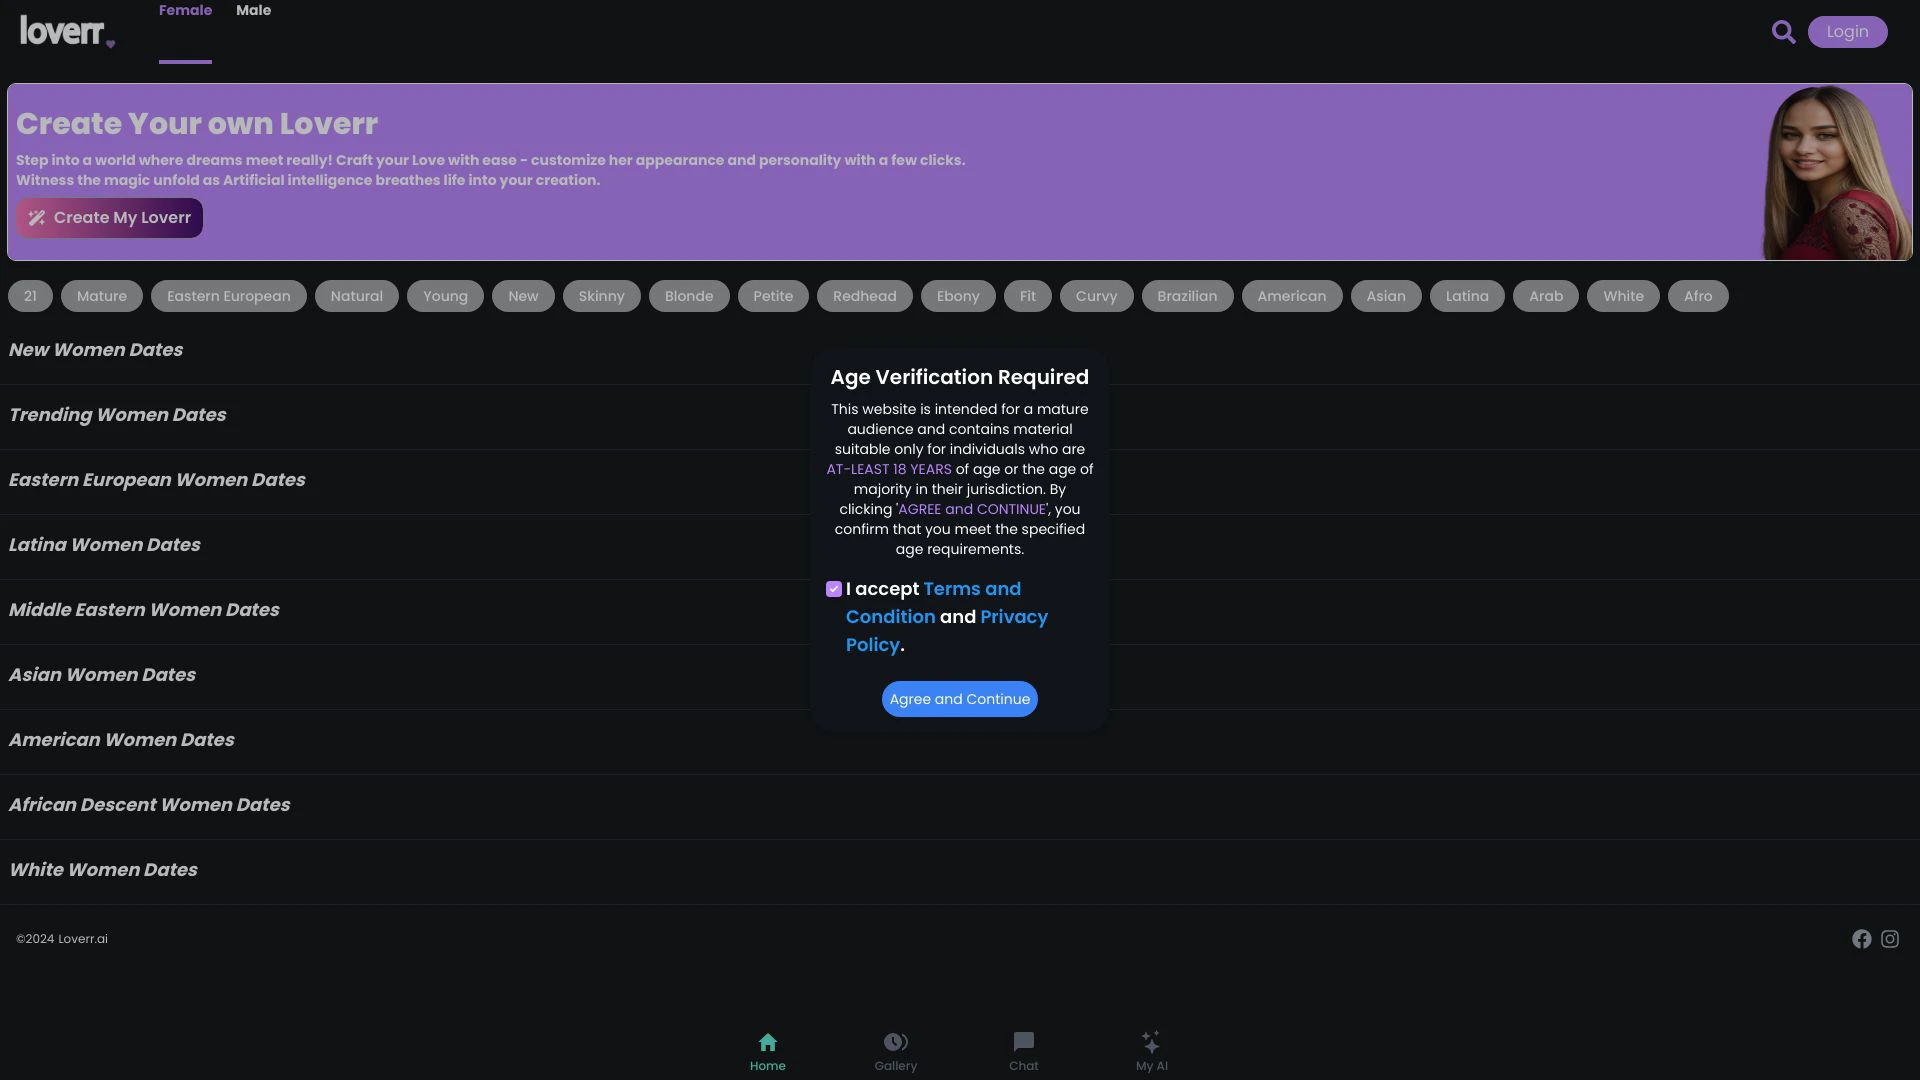 loverr
Female
Male
Login
Create Your own Loverr
Step into a world where dreams meet really! Craft your Love with ease - customize her appearance and personality with a few clicks.
Witness the magic unfold as Artificial intelligence breathes life into your creation.
Create My Loverr
21
Mature
Eastern European
Natural
Young
New
Skinny
Blonde
Petite
Redhead
Ebony
Fit
Curvy
Brazilian
American
Asian
Latina
Arab
White
Afro
New Women Dates
Trending Women Dates
Eastern European Women Dates
Latina Women Dates
Middle Eastern Women Dates
Asian Women Dates
American Women Dates
African Descent Women Dates
White Women Dates
Age Verification Required
This website is intended for a mature
audience and contains material
suitable only for individuals who are
AT-LEAST 18 YEARS of age or the age of
majority in their jurisdiction. By
clicking 'AGREE and CONTINUE', you
confirm that you meet the specified
age requirements.
I accept Terms and
Condition and Privacy
Policy.
Agree and Continue
©2024 Loverr.ai
Home
Gallery
Chat
My AI